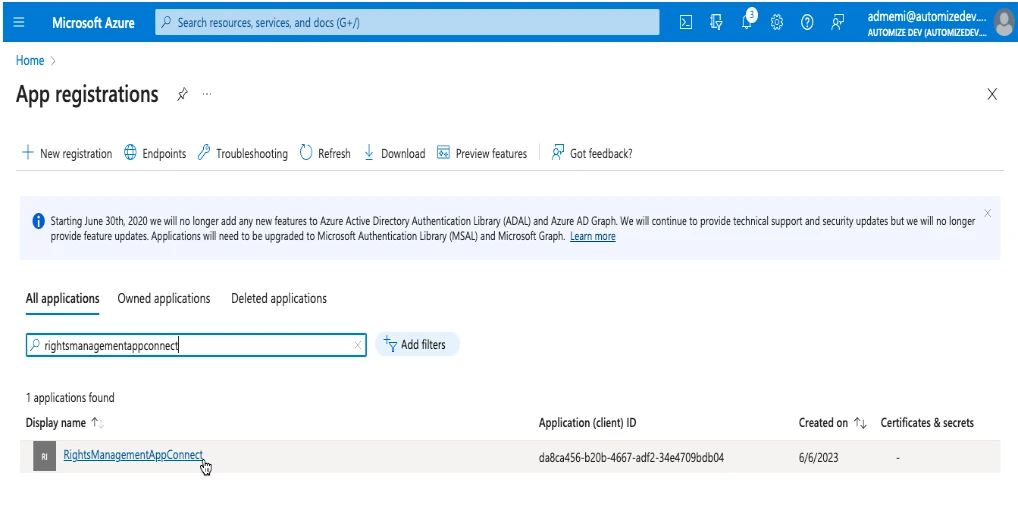 Microsoft Azure
Search resources, services, and docs (G+/)
3
admemi@automizedev....
AUTOMIZE DEV (AUTOMIZEDEV....
Home
App registrations
...
New registration
Endpoints
Troubleshooting
Refresh
Download
Preview features
Got feedback?
Starting June 30th, 2020 we will no longer add any new features to Azure Active Directory Authentication Library (ADAL) and Azure AD Graph. We will continue to provide technical support and security updates but we will no longer
provide feature updates. Applications will need to be upgraded to Microsoft Authentication Library (MSAL) and Microsoft Graph. Learn more
All applications
Owned applications
Deleted applications
rightsmanagementappconnect
Add filters
1 applications found
Display name
Application (client) ID
Created on
Certificates & secrets
RI
RightsManagementAppConnect
da8ca456-b20b-4667-adf2-34e4709bdb04
6/6/2023
-